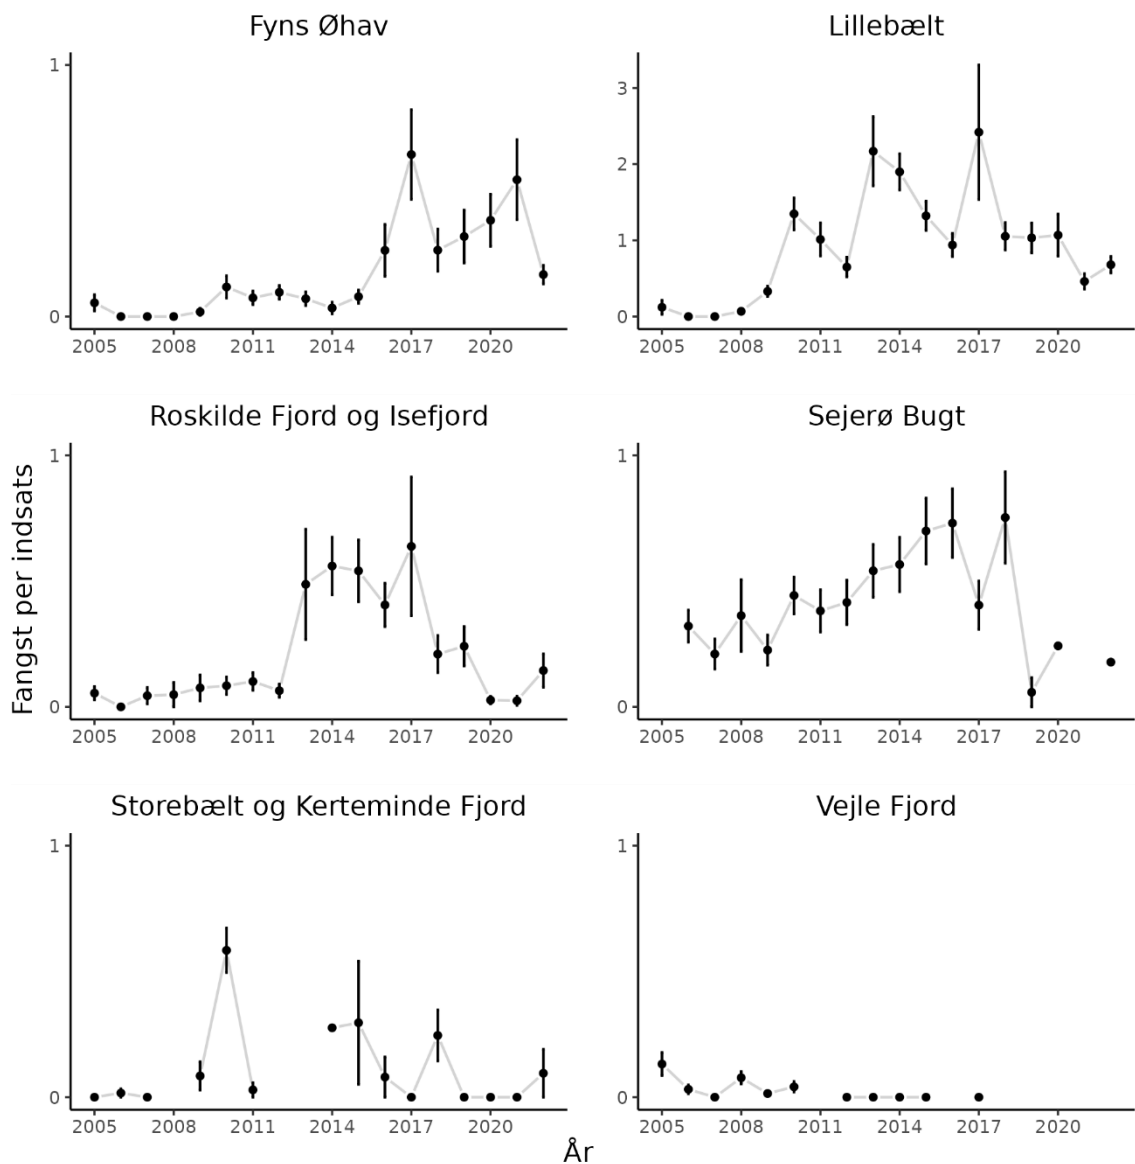 Fyns Øhav
Lillebælt
1
0
2005 2008 2011 2014 2017 2020
3
2
1
0
2005 2008 2011 2014 2017 2020
Roskilde Fjord og Isefjord
Sejerø Bugt
1
0
2005 2008 2011 2014 2017 2020
1
0
2005 2008 2011 2014 2017 2020
Fangst per indsats
Storebælt og Kerteminde Fjord
Vejle Fjord
1
0
2005 2008 2011 2014 2017 2020
1
0
2005 2008 2011 2014 2017 2020
År